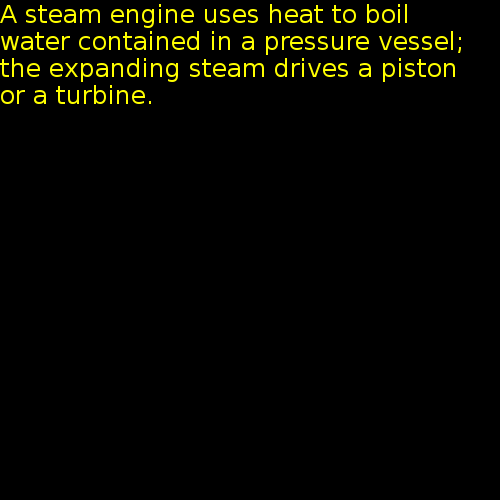 A steam engine uses heat to boil
water contained in a pressure vessel;
the expanding steam drives a piston
or a turbine.